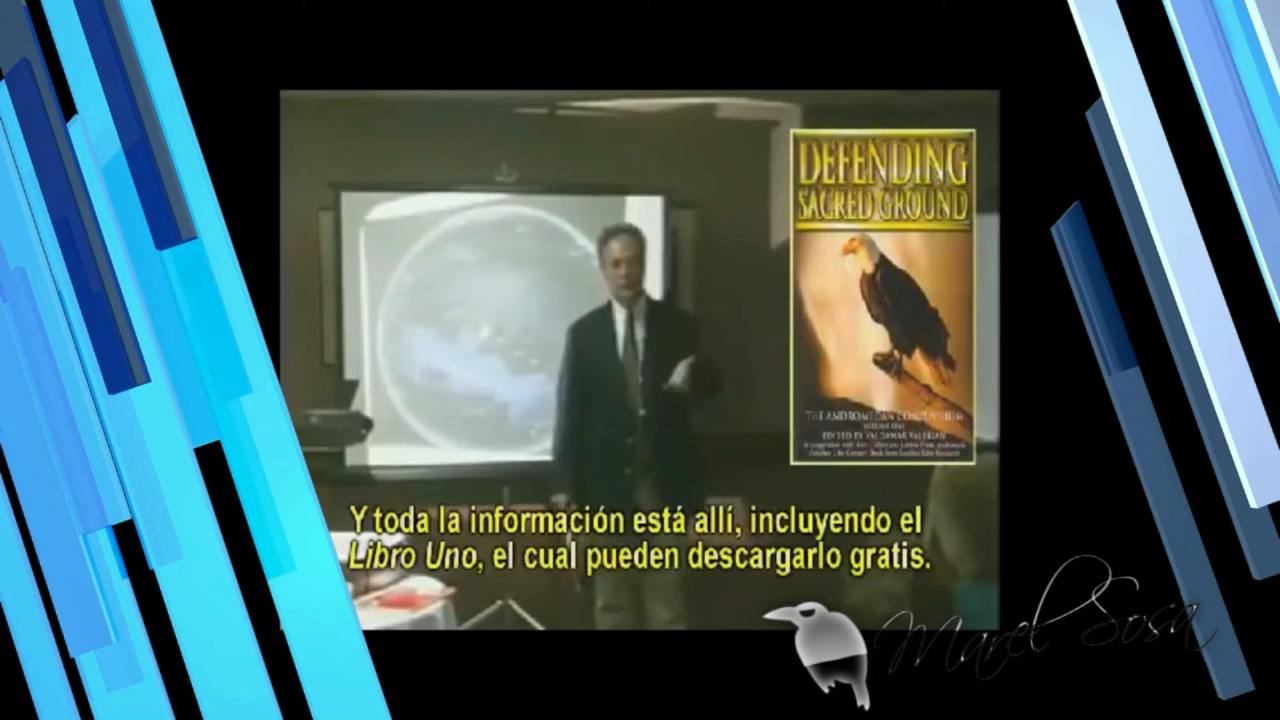 DEFENDING
SACRED GROUND
THE ANDROMEDAN COMPENDIUM
EDITED BY VALDAMAR VALERIAN
Y toda la información está allí, incluyendo el
Libro Uno, el cual pueden descargarlo gratis.
Marel Sosa